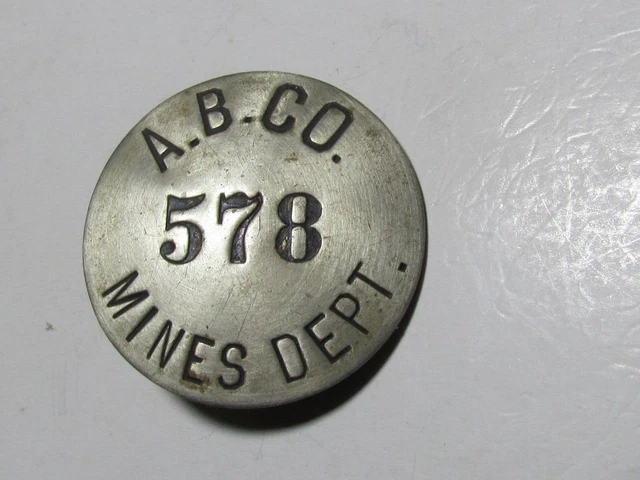 A.B.CO.
578
MINES DEPT.